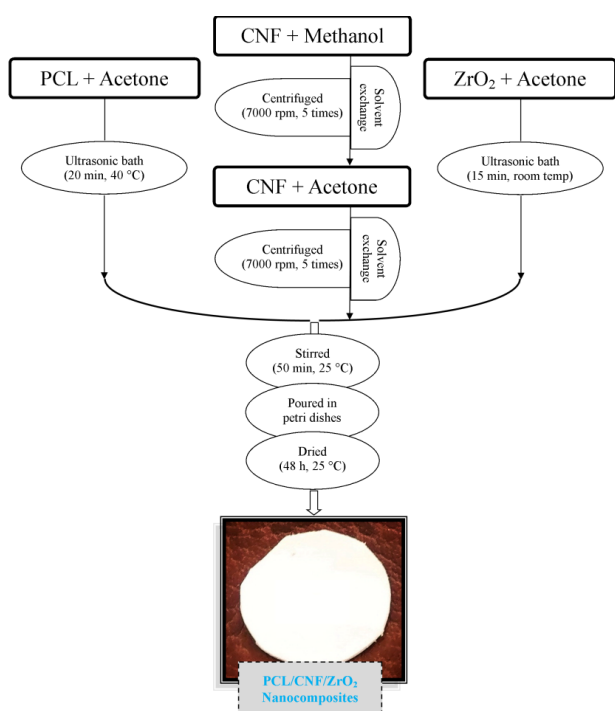 CNF + Methanol
PCL + Acetone
ZrO₂ + Acetone
Centrifuged
(7000 rpm, 5 times)
Solvent
exchange
Ultrasonic bath
(20 min, 40 °C)
Ultrasonic bath
(15 min, room temp)
CNF + Acetone
Centrifuged
(7000 rpm, 5 times)
Solvent
exchange
Stirred
(50 min, 25 °C)
Poured in
petri dishes
Dried
(48 h, 25 °C)
PCL/CNF/ZrO₂
Nanocomposites